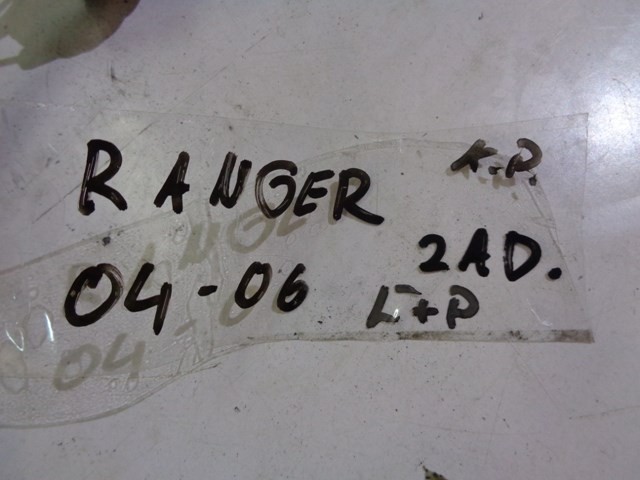 RANGER
K.P.
04-06
2AD.
L+P